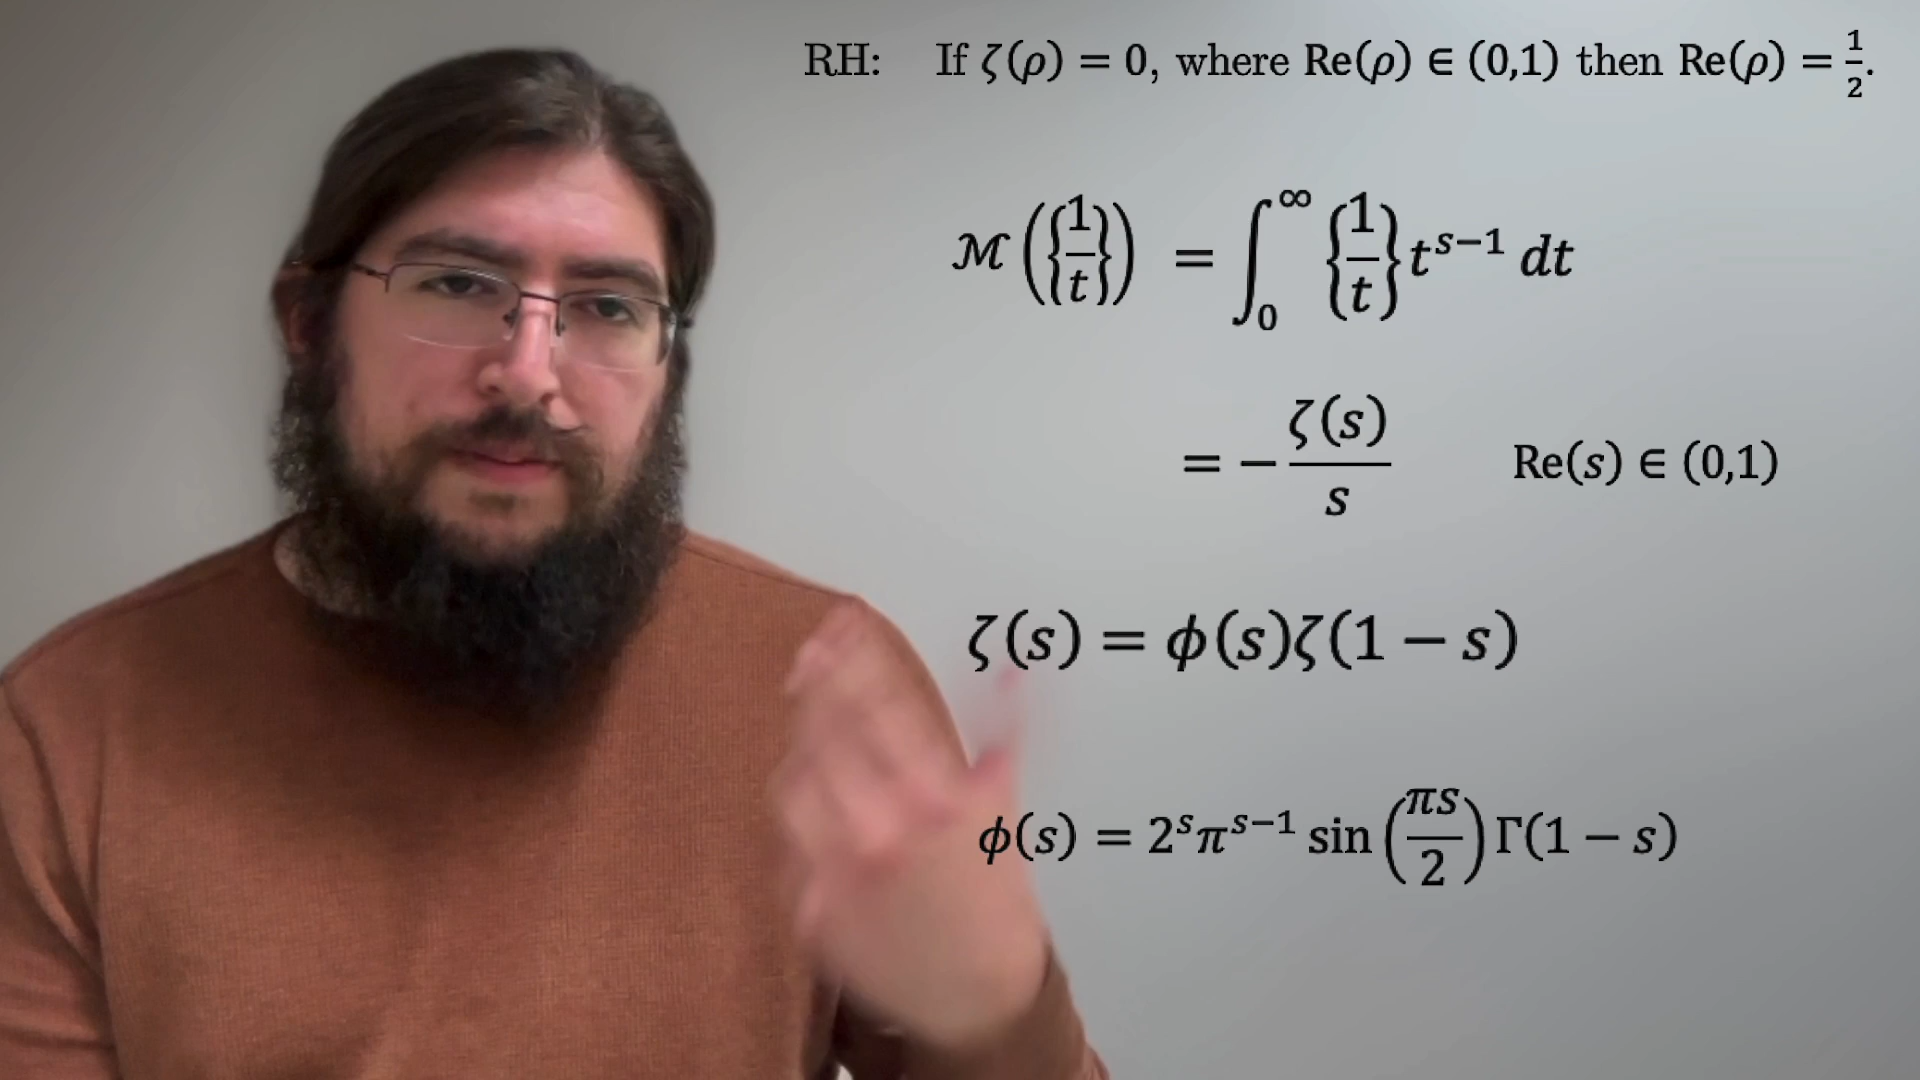 RH: If ζ(ρ) = 0, where Re(ρ) ∈ (0,1) then Re(ρ) = 1/2.
ℳ({1/t}) = ∫₀^∞ {1/t} t^{s−1} dt
= − ζ(s)/s Re(s) ∈ (0,1)
ζ(s) = ϕ(s)ζ(1 − s)
ϕ(s) = 2^s π^{s−1} sin(πs/2) Γ(1 − s)